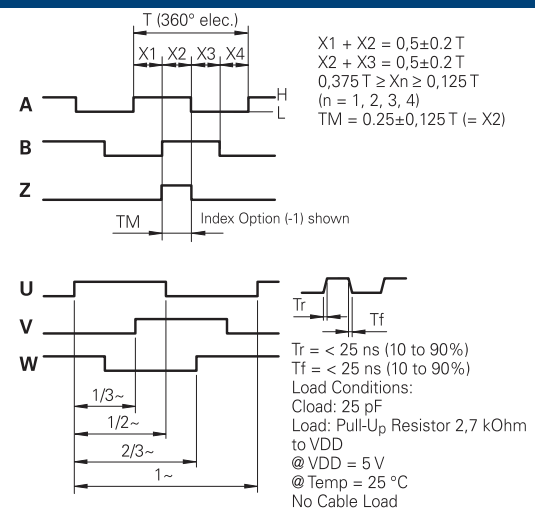 T (360° elec.)
X1 X2 X3 X4
X1 + X2 = 0,5±0.2 T
X2 + X3 = 0,5±0.2 T
0,375 T ≥ Xn ≥ 0,125 T
(n = 1, 2, 3, 4)
TM = 0.25±0,125 T (= X2)
A
H
L
B
Z
TM
Index Option (-1) shown
U
V
W
1/3~
1/2~
2/3~
1~
Tr
Tf
Tr = < 25 ns (10 to 90%)
Tf = < 25 ns (10 to 90%)
Load Conditions:
Cload: 25 pF
Load: Pull-Up Resistor 2,7 kOhm
to VDD
@ VDD = 5 V
@ Temp = 25 °C
No Cable Load